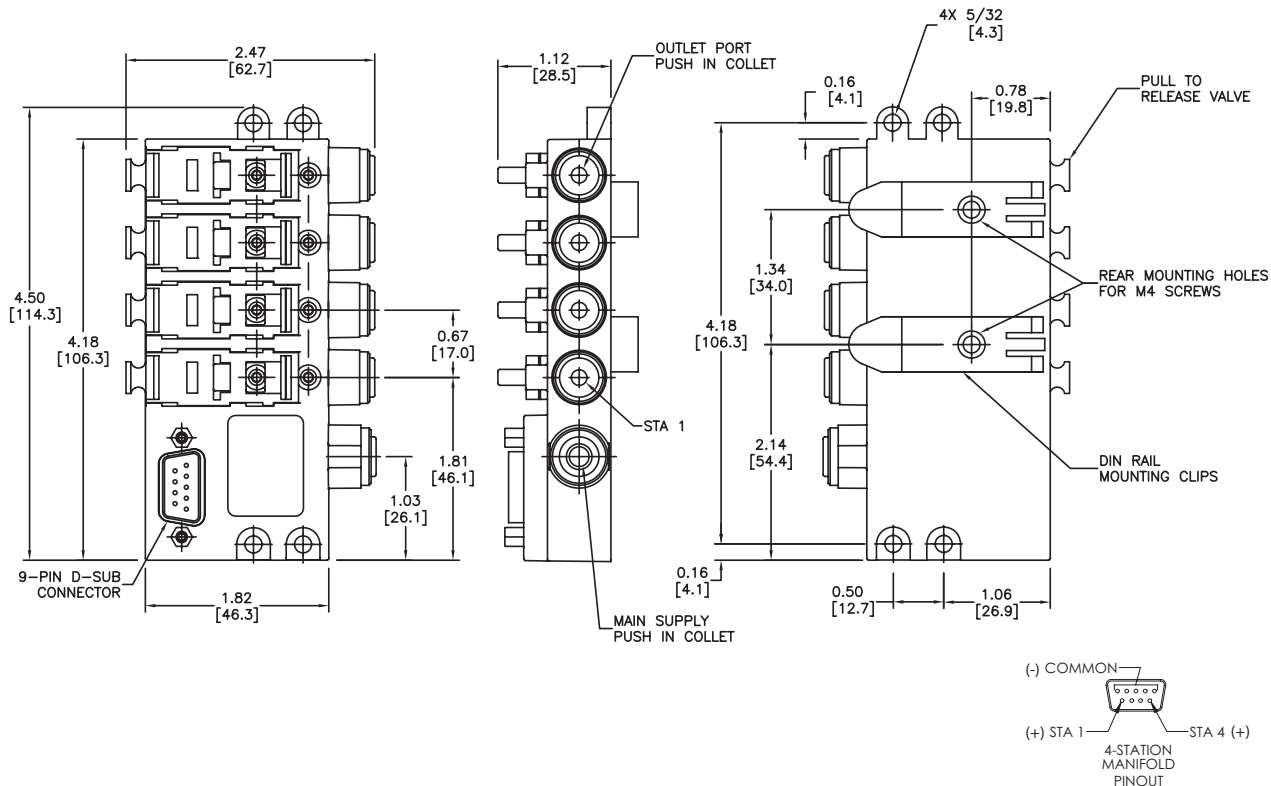 2.47
[62.7]
4.50
[114.3]
4.18
[106.3]
0.67
[17.0]
1.81
[46.1]
1.03
[26.1]
9-PIN D-SUB
CONNECTOR
1.82
[46.3]
1.12
[28.5]
OUTLET PORT
PUSH IN COLLET
STA 1
MAIN SUPPLY
PUSH IN COLLET
4X 5/32
[4.3]
0.16
[4.1]
0.78
[19.8]
PULL TO
RELEASE VALVE
1.34
[34.0]
4.18
[106.3]
REAR MOUNTING HOLES
FOR M4 SCREWS
2.14
[54.4]
DIN RAIL
MOUNTING CLIPS
0.16
[4.1]
0.50
[12.7]
1.06
[26.9]
(-) COMMON
(+) STA 1
STA 4 (+)
4-STATION
MANIFOLD
PINOUT